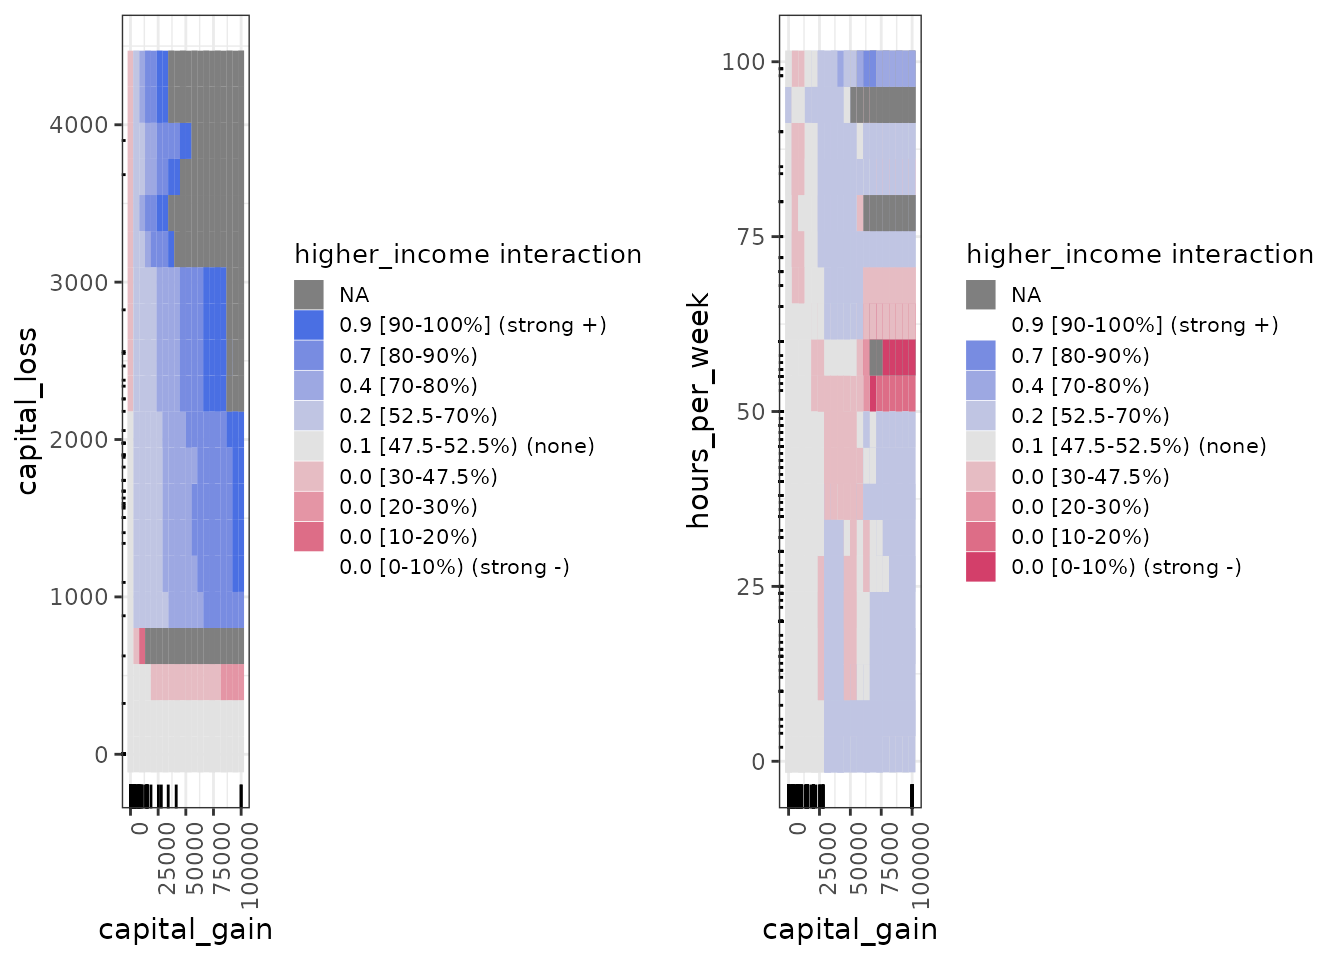 capital_loss
4000
3000
2000
1000
0
0
25000
50000
75000
100000
capital_gain
higher_income interaction
NA
0.9 [90-100%] (strong +)
0.7 [80-90%)
0.4 [70-80%)
0.2 [52.5-70%)
0.1 [47.5-52.5%) (none)
0.0 [30-47.5%)
0.0 [20-30%)
0.0 [10-20%)
0.0 [0-10%) (strong -)
hours_per_week
100
75
50
25
0
0
25000
50000
75000
100000
capital_gain
higher_income interaction
NA
0.9 [90-100%] (strong +)
0.7 [80-90%)
0.4 [70-80%)
0.2 [52.5-70%)
0.1 [47.5-52.5%) (none)
0.0 [30-47.5%)
0.0 [20-30%)
0.0 [10-20%)
0.0 [0-10%) (strong -)